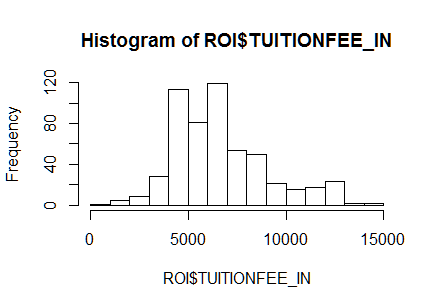 Histogram of ROI$TUITIONFEE_IN
Frequency
120
80
40
0
0 5000 10000 15000
ROI$TUITIONFEE_IN